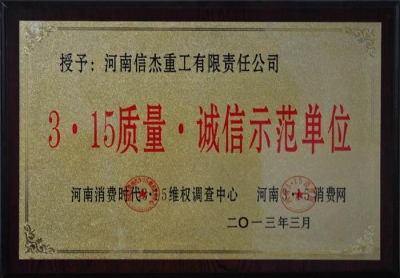 授予：河南信杰重工有限责任公司
3·15质量·诚信示范单位
河南消费时代3·15维权调查中心 河南3·15消费网
二〇一三年三月